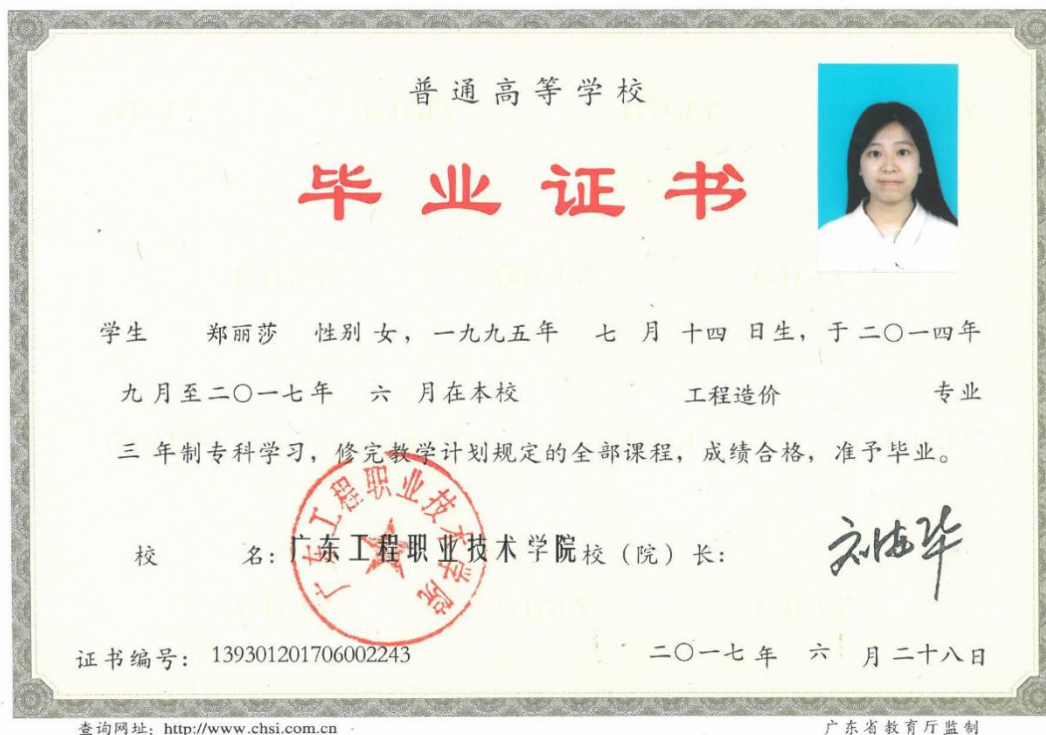 普通高等学校
毕业证书
学生 郑丽莎 性别 女，一九九五年 七 月 十四 日生，于二〇一四年
九 月至二〇一七年 六 月在本校 工程造价 专业
三 年制专科学习，修完教学计划规定的全部课程，成绩合格，准予毕业。
广东工程职业技术学院
校 名：广东工程职业技术学院校（院）长：
证书编号：139301201706002243 二〇一七年 六 月二十八日
查询网址：http://www.chsi.com.cn 广东省教育厅监制